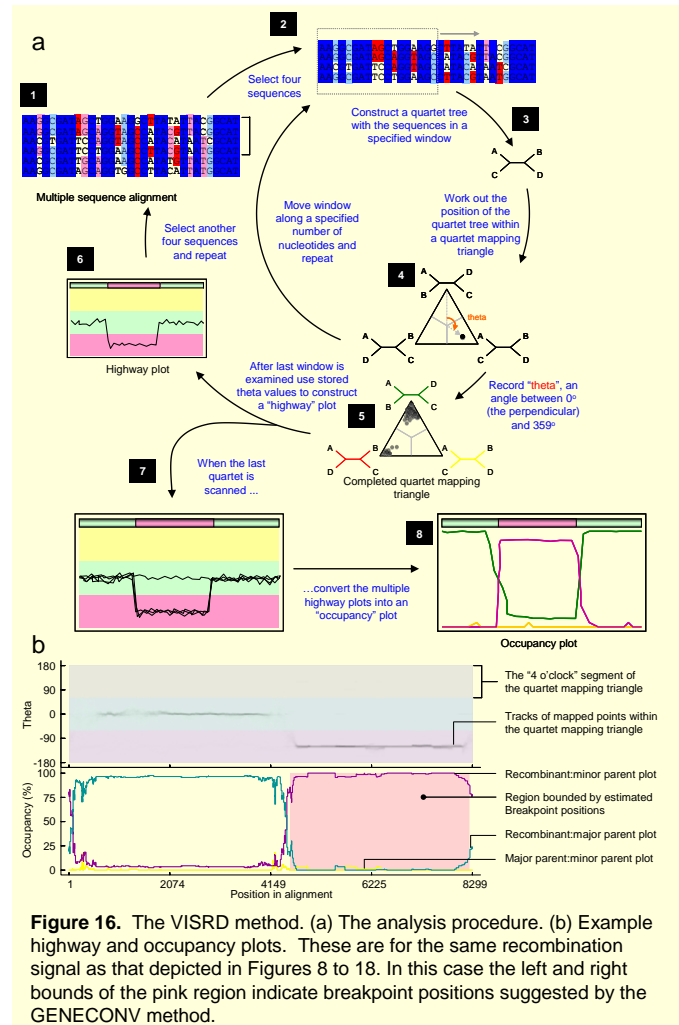 a
1
2
Select four
sequences
Construct a quartet tree
with the sequences in a
specified window
3
A B
C D
Multiple sequence alignment
Work out the
position of the
quartet tree within
a quartet mapping
triangle
Move window
along a specified
number of
nucleotides and
repeat
Select another
four sequences
and repeat
6
Highway plot
4
A D
B C
theta
A B
D C
A B
C D
After last window is
examined use stored
theta values to construct
a “highway” plot
Record “theta”, an
angle between 0º
(the perpendicular)
and 359º
5
A D
B C
A B
D C
A B
C D
Completed quartet mapping
triangle
7
When the last
quartet is
scanned ...
8
…convert the multiple
highway plots into an
“occupancy” plot
Occupancy plot
b
Theta
180
90
0
-90
-180
The “4 o’clock” segment of
the quartet mapping triangle
Tracks of mapped points within
the quartet mapping triangle
Occupancy (%)
100
75
50
25
0
Recombinant:minor parent plot
Region bounded by estimated
Breakpoint positions
Recombinant:major parent plot
Major parent:minor parent plot
1 2074 4149 6225 8299
Position in alignment
Figure 16. The VISRD method. (a) The analysis procedure. (b) Example
highway and occupancy plots. These are for the same recombination
signal as that depicted in Figures 8 to 18. In this case the left and right
bounds of the pink region indicate breakpoint positions suggested by the
GENECONV method.